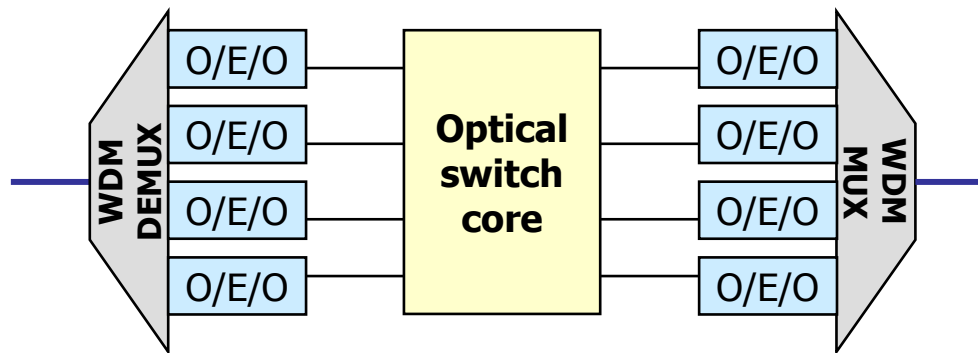 WDM
DEMUX
O/E/O
O/E/O
O/E/O
O/E/O
Optical
switch
core
O/E/O
O/E/O
O/E/O
O/E/O
WDM
MUX